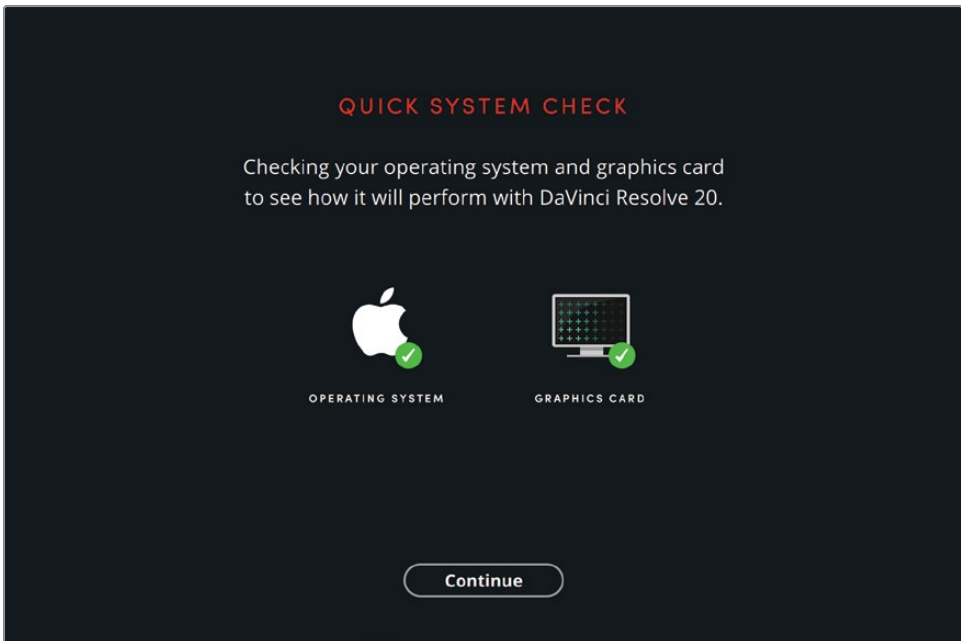 QUICK SYSTEM CHECK
Checking your operating system and graphics card
to see how it will perform with DaVinci Resolve 20.
OPERATING SYSTEM
GRAPHICS CARD
Continue